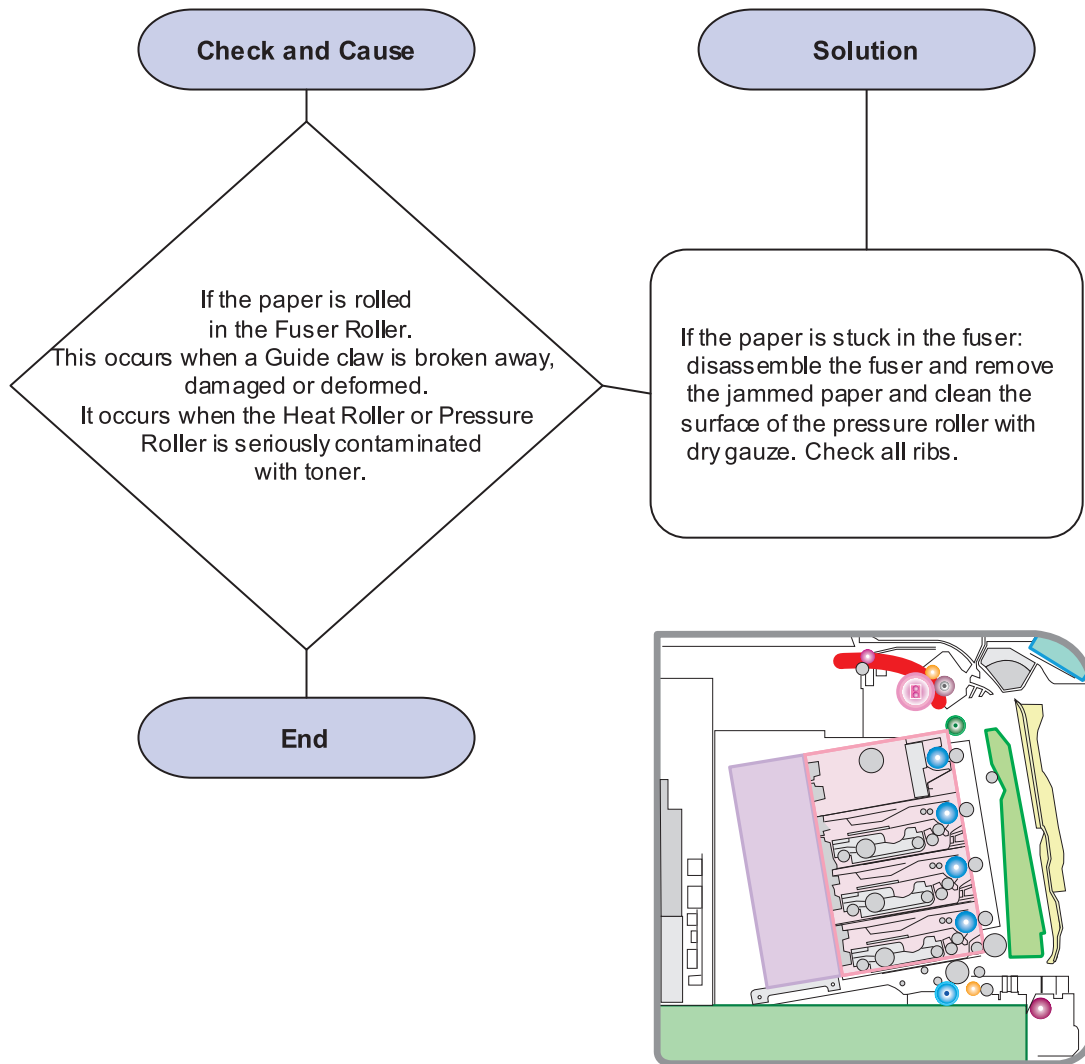 Check and Cause
Solution
If the paper is rolled
in the Fuser Roller.
This occurs when a Guide claw is broken away,
damaged or deformed.
It occurs when the Heat Roller or Pressure
Roller is seriously contaminated
with toner.
If the paper is stuck in the fuser:
disassemble the fuser and remove
the jammed paper and clean the
surface of the pressure roller with
dry gauze. Check all ribs.
End